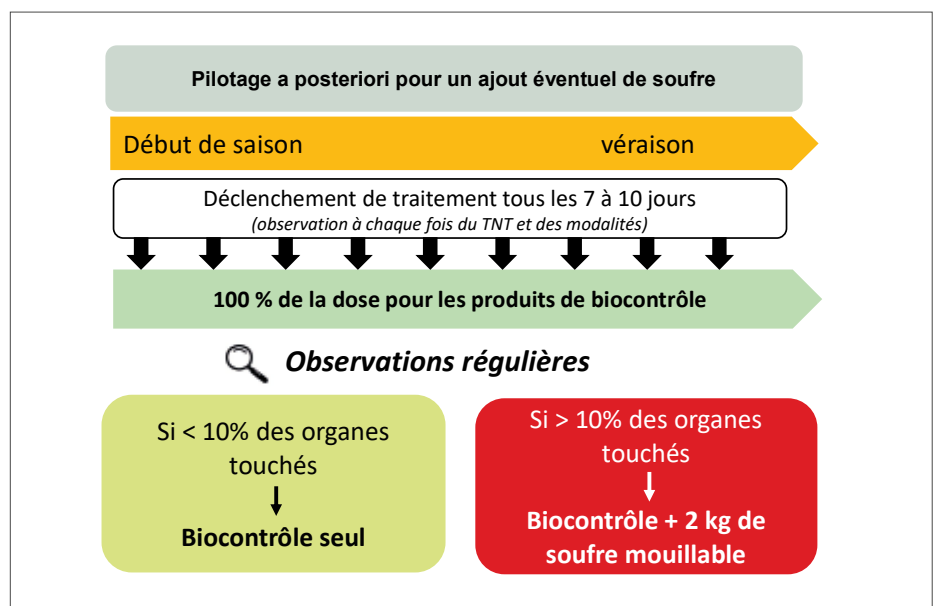 Pilotage a posteriori pour un ajout éventuel de soufre
Début de saison
véraison
Déclenchement de traitement tous les 7 à 10 jours
(observation à chaque fois du TNT et des modalités)
100 % de la dose pour les produits de biocontrôle
Observations régulières
Si < 10% des organes
touchés
Biocontrôle seul
Si > 10% des organes
touchés
Biocontrôle + 2 kg de
soufre mouillable